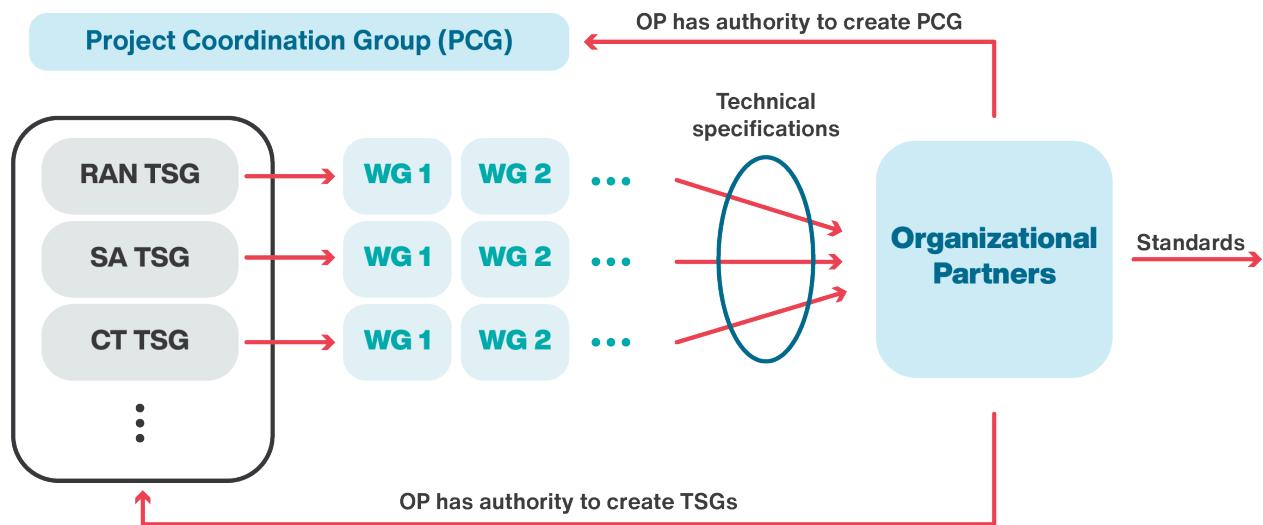 OP has authority to create PCG
Project Coordination Group (PCG)
Technical
specifications
RAN TSG
WG 1
WG 2
...
SA TSG
WG 1
WG 2
...
CT TSG
WG 1
WG 2
...
Organizational
Partners
Standards
OP has authority to create TSGs